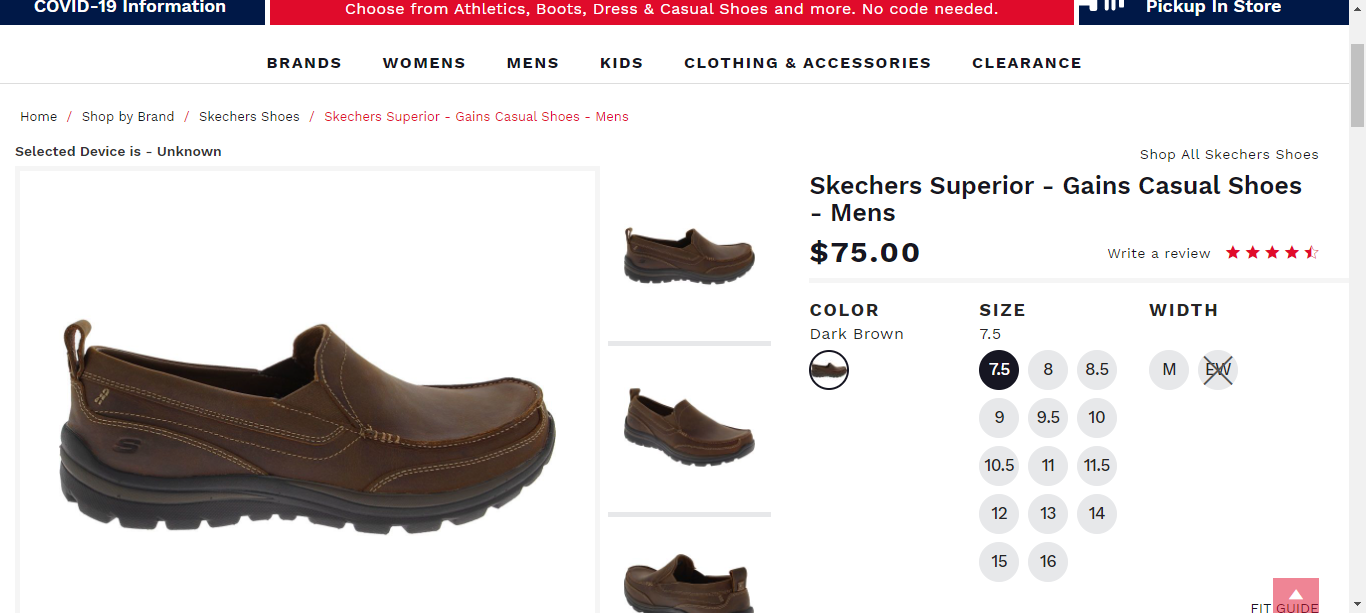 COVID-19 Information
Choose from Athletics, Boots, Dress & Casual Shoes and more. No code needed.
Pickup In Store
BRANDS WOMENS MENS KIDS CLOTHING & ACCESSORIES CLEARANCE
Home / Shop by Brand / Skechers Shoes / Skechers Superior - Gains Casual Shoes - Mens
Selected Device is - Unknown
Shop All Skechers Shoes
Skechers Superior - Gains Casual Shoes
- Mens
$75.00
Write a review
COLOR
Dark Brown
SIZE
7.5
7.5 8 8.5
9 9.5 10
10.5 11 11.5
12 13 14
15 16
WIDTH
M EW
FIT GUIDE